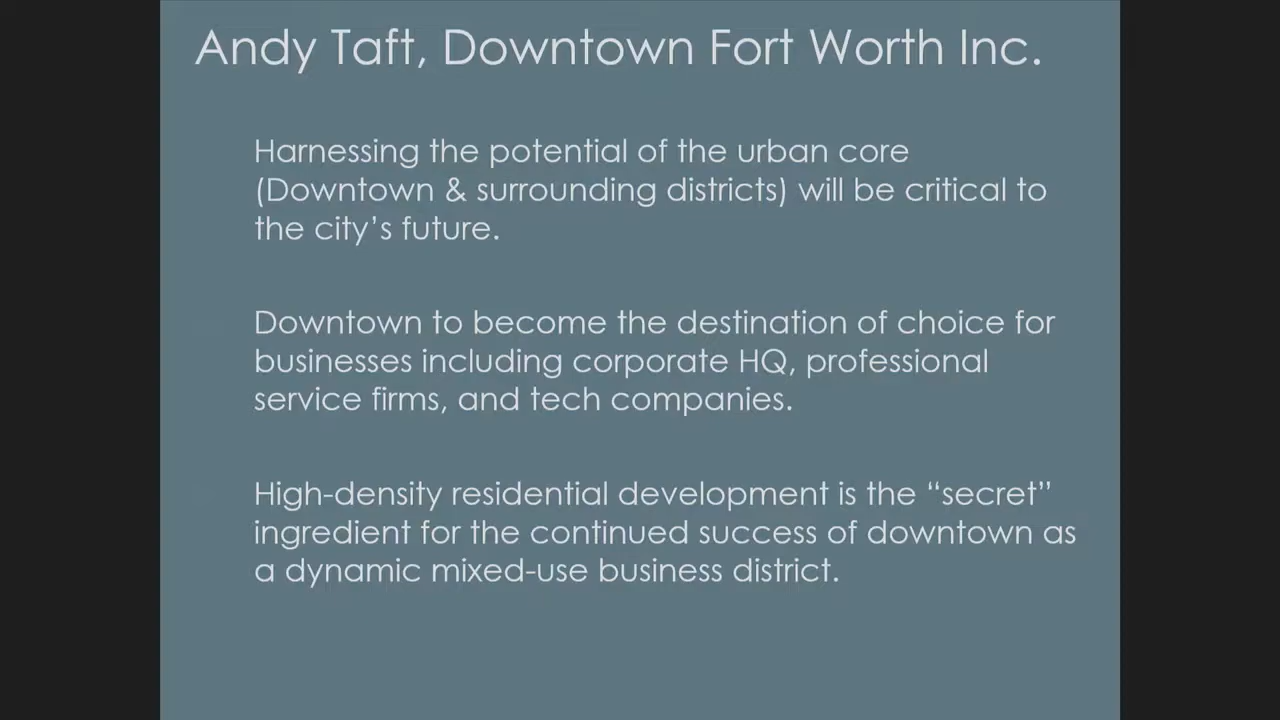 Andy Taft, Downtown Fort Worth Inc.
Harnessing the potential of the urban core
(Downtown & surrounding districts) will be critical to
the city’s future.
Downtown to become the destination of choice for
businesses including corporate HQ, professional
service firms, and tech companies.
High-density residential development is the “secret”
ingredient for the continued success of downtown as
a dynamic mixed-use business district.